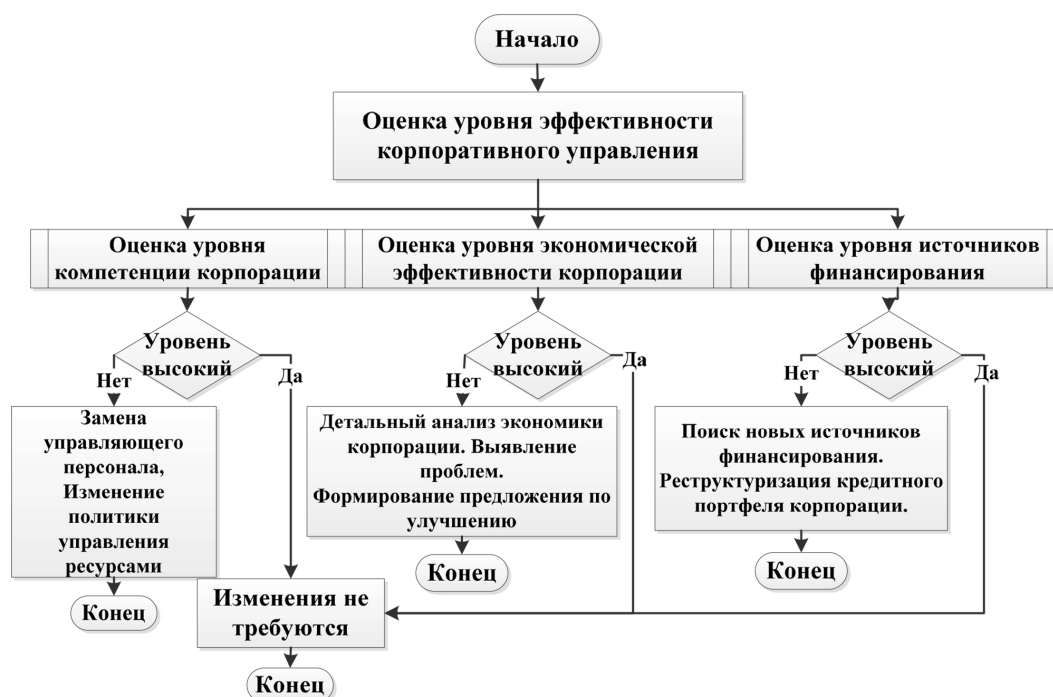 Начало
Оценка уровня эффективности
корпоративного управления
Оценка уровня
компетенции корпорации
Оценка уровня экономической
эффективности корпорации
Оценка уровня источников
финансирования
Уровень
высокий
Нет
Да
Уровень
высокий
Нет
Да
Уровень
высокий
Нет
Да
Замена
управляющего
персонала,
Изменение
политики
управления
ресурсами
Детальный анализ экономики
корпорации. Выявление
проблем.
Формирование предложения по
улучшению
Поиск новых источников
финансирования.
Реструктуризация кредитного
портфеля корпорации.
Конец
Конец
Конец
Изменения не
требуются
Конец